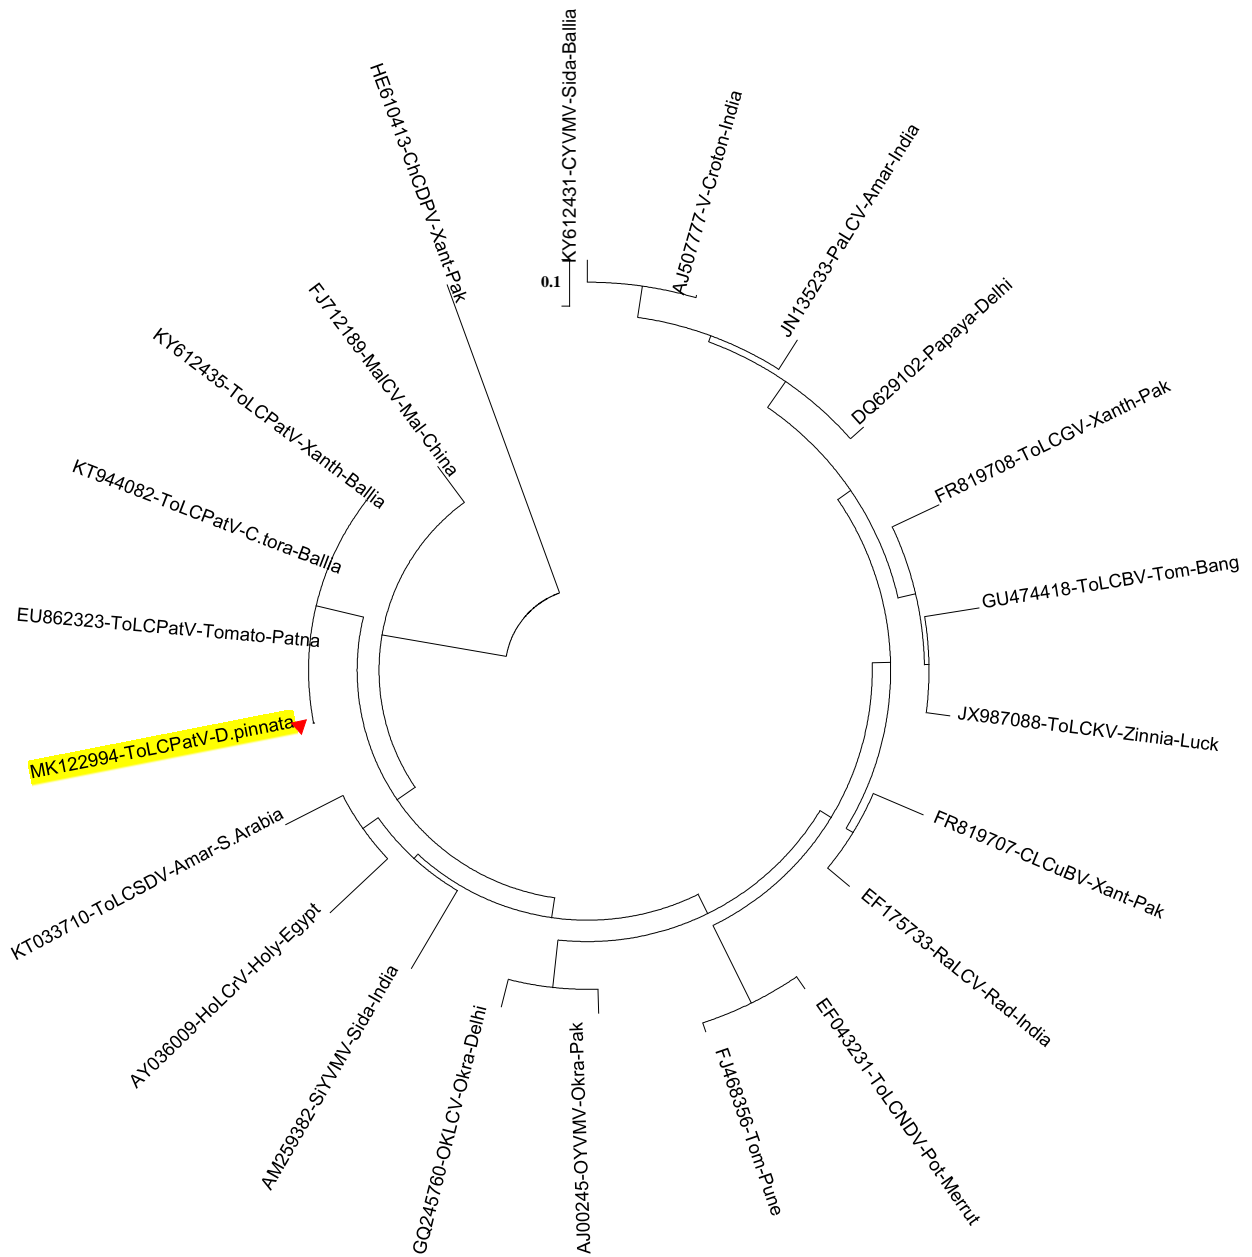 KY612431-CYVMV-Sida-Ballia
AJ507777-V-Croton-India
JN135233-PaLCV-Amar-India
DQ629102-Papaya-Delhi
FR819708-ToLCGV-Xanth-Pak
GU474418-ToLCBV-Tom-Bang
JX987088-ToLCKV-Zinnia-Luck
FR819707-CLCuBV-Xant-Pak
EF175733-RaLCV-Rad-India
EF043231-ToLCNDV-Pot-Merrut
FJ468356-Tom-Pune
AJ00245-OYVMV-Okra-Pak
GQ245760-OKLCV-Okra-Delhi
AM259382-SiYVMV-Sida-India
AY036009-HoLCrV-Holy-Egypt
KT033710-ToLCSDV-Amar-S.Arabia
MK122994-ToLCPatV-D.pinnata
EU862323-ToLCPatV-Tomato-Patna
KT944082-ToLCPatV-C.tora-Ballia
KY612435-ToLCPatV-Xanth-Ballia
FJ712189-MalCV-Mal-China
HE610413-ChCDPV-Xant-Pak
0.1